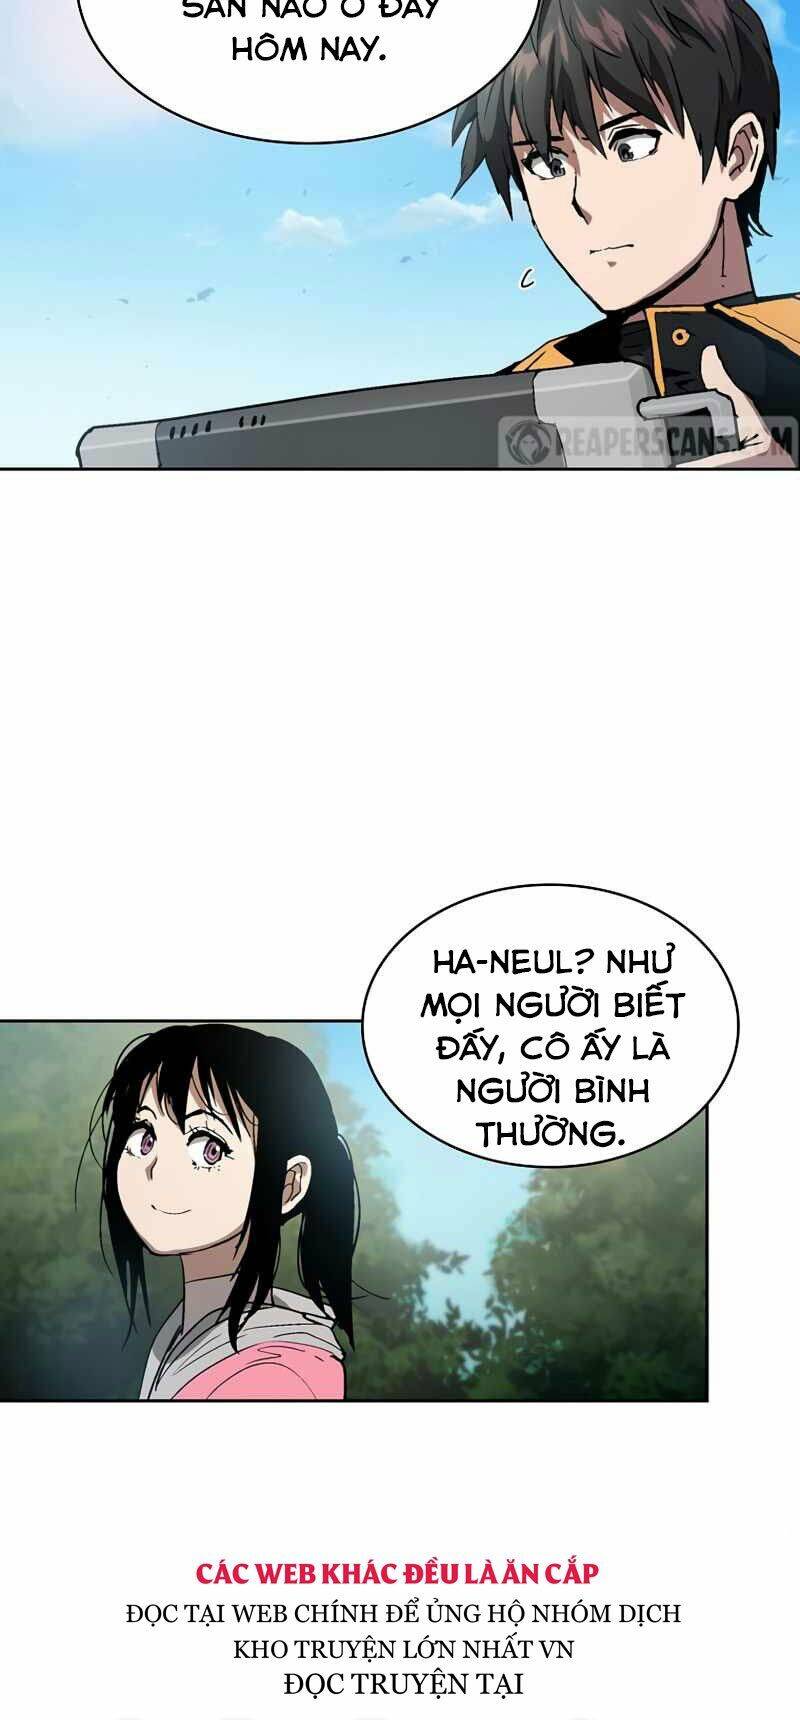 SĂN NÀO Ở ĐÂY
HÔM NAY.
REAPERSCANS.COM
HA-NEUL? NHƯ
MỌI NGƯỜI BIẾT
ĐẤY, CÔ ẤY LÀ
NGƯỜI BÌNH
THƯỜNG.
CÁC WEB KHÁC ĐỀU LÀ ĂN CẮP
ĐỌC TẠI WEB CHÍNH ĐỂ ỦNG HỘ NHÓM DỊCH
KHO TRUYỆN LỚN NHẤT VN
ĐỌC TRUYỆN TẠI